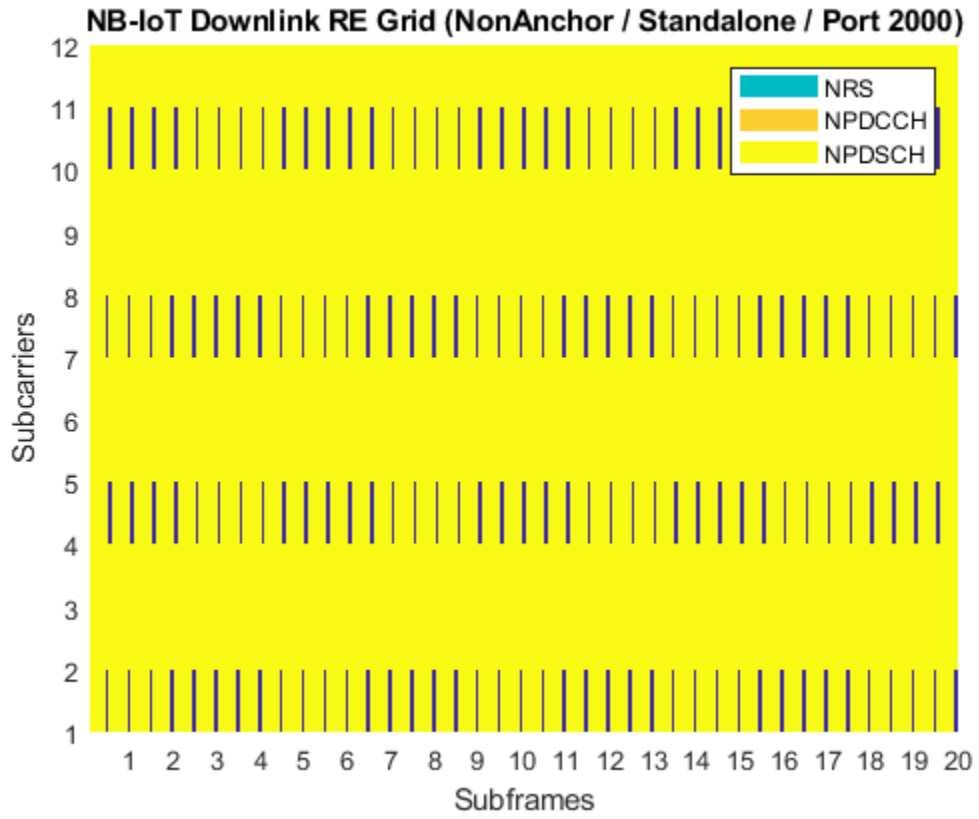 NB-IoT Downlink RE Grid (NonAnchor / Standalone / Port 2000)
12
11
10
9
8
7
6
5
4
3
2
1
Subcarriers
NRS
NPDCCH
NPDSCH
1 2 3 4 5 6 7 8 9 10 11 12 13 14 15 16 17 18 19 20
Subframes